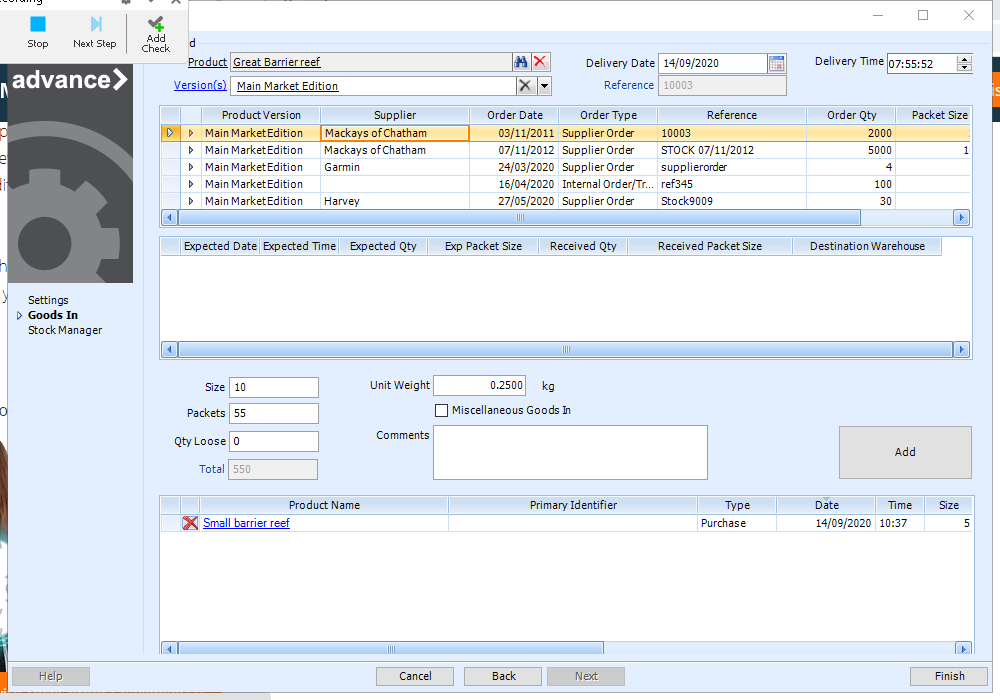 Stop
Next Step
Add
Check
advance
Settings
Goods In
Stock Manager
Product Great Barrier reef
Delivery Date 14/09/2020
Delivery Time 07:55:52
Version(s) Main Market Edition
Reference 10003
Product Version Supplier Order Date Order Type Reference Order Qty Packet Size
Main Market Edition Mackays of Chatham 03/11/2011 Supplier Order 10003 2000
Main Market Edition Mackays of Chatham 07/11/2012 Supplier Order STOCK 07/11/2012 5000
Main Market Edition Garmin 24/03/2020 Supplier Order supplierorder 4
Main Market Edition 16/04/2020 Internal Order/Tr... ref345 100
Main Market Edition Harvey 27/05/2020 Supplier Order Stock9009 30
Expected Date Expected Time Expected Qty Exp Packet Size Received Qty Received Packet Size Destination Warehouse
Size 10
Unit Weight 0.2500 kg
Packets 55
Miscellaneous Goods In
Qty Loose 0
Comments
Total 550
Add
Product Name Primary Identifier Type Date Time Size
Small barrier reef Purchase 14/09/2020 10:37 5
Help
Cancel
Back
Next
Finish